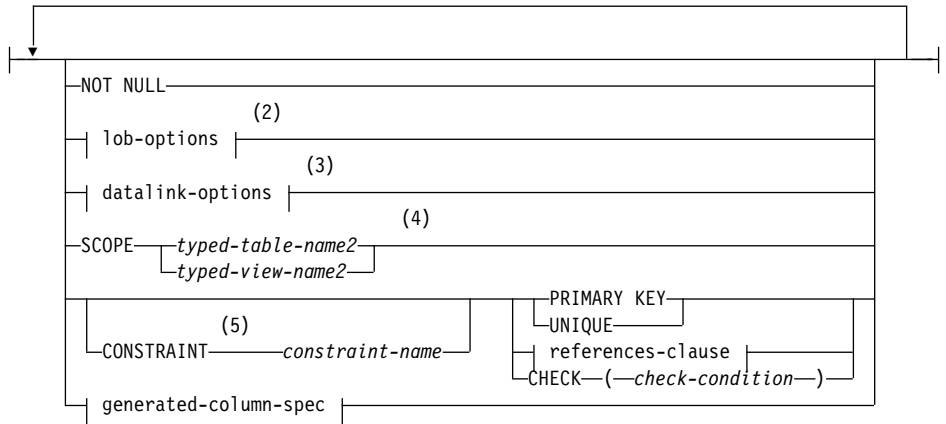 NOT NULL
(2)
lob-options
(3)
datalink-options
(4)
SCOPE typed-table-name2
typed-view-name2
PRIMARY KEY
(5) UNIQUE
CONSTRAINT constraint-name references-clause
CHECK ( check-condition )
generated-column-spec